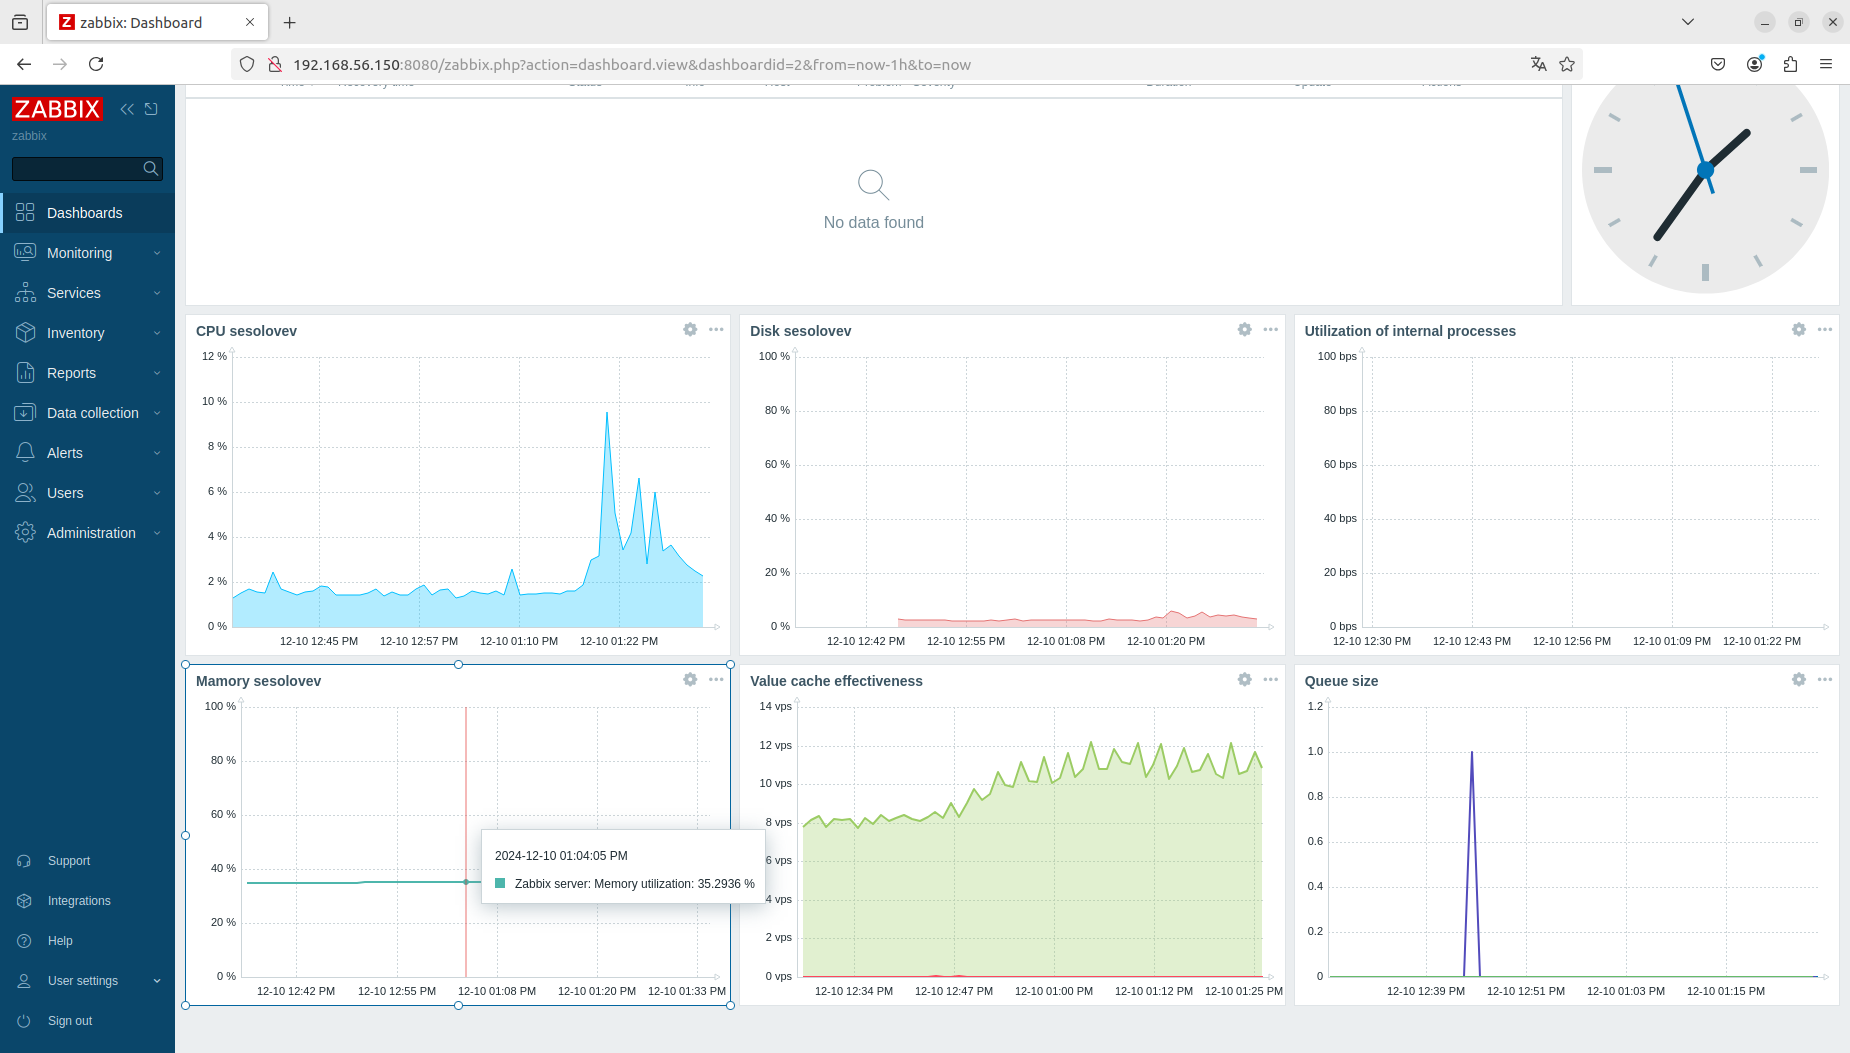 zabbix: Dashboard
192.168.56.150:8080/zabbix.php?action=dashboard.view&dashboardid=2&from=now-1h&to=now
ZABBIX
zabbix
Dashboards
Monitoring
Services
Inventory
Reports
Data collection
Alerts
Users
Administration
Support
Integrations
Help
User settings
Sign out
Time Recovery time Status Info Host Problem • Severity Duration Update Actions
No data found
CPU sesolovev
12 %
10 %
8 %
6 %
4 %
2 %
0 %
12-10 12:45 PM 12-10 12:57 PM 12-10 01:10 PM 12-10 01:22 PM
Disk sesolovev
100 %
80 %
60 %
40 %
20 %
0 %
12-10 12:42 PM 12-10 12:55 PM 12-10 01:08 PM 12-10 01:20 PM
Utilization of internal processes
100 bps
80 bps
60 bps
40 bps
20 bps
0 bps
12-10 12:30 PM 12-10 12:43 PM 12-10 12:56 PM 12-10 01:09 PM 12-10 01:22 PM
Memory sesolovev
100 %
80 %
60 %
40 %
20 %
0 %
12-10 12:42 PM 12-10 12:55 PM 12-10 01:08 PM 12-10 01:20 PM 12-10 01:33 PM
2024-12-10 01:04:05 PM
Zabbix server: Memory utilization: 35.2936 %
Value cache effectiveness
14 vps
12 vps
10 vps
8 vps
6 vps
4 vps
2 vps
0 vps
12-10 12:34 PM 12-10 12:47 PM 12-10 01:00 PM 12-10 01:12 PM 12-10 01:25 PM
Queue size
1.2
1.0
0.8
0.6
0.4
0.2
0
12-10 12:39 PM 12-10 12:51 PM 12-10 01:03 PM 12-10 01:15 PM